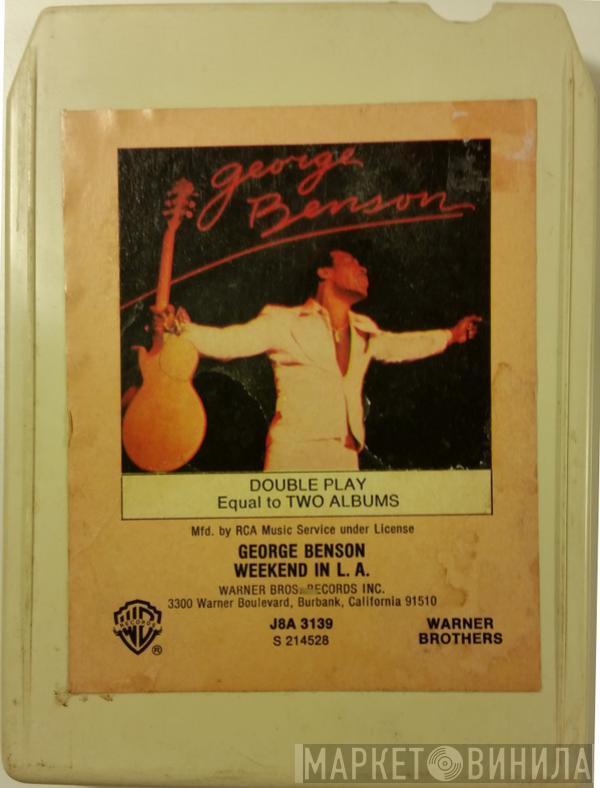 george
Benson
DOUBLE PLAY
Equal to TWO ALBUMS
Mfd. by RCA Music Service under License
GEORGE BENSON
WEEKEND IN L. A.
WARNER BROS. RECORDS INC.
3300 Warner Boulevard, Burbank, California 91510
J8A 3139
S 214528
WARNER
BROTHERS
RECORDS
®
МАРКЕТ ВИНИЛА